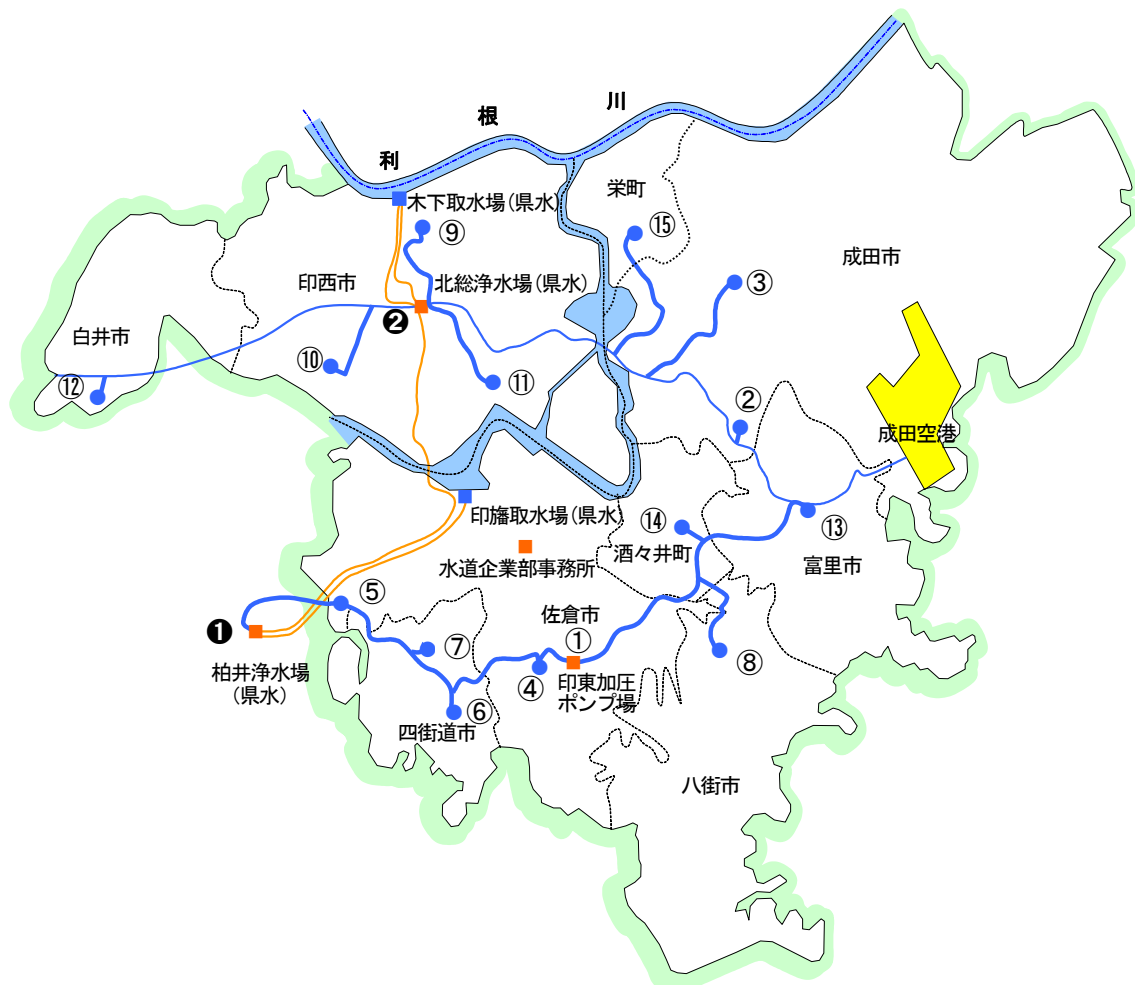 利 根 川
栄町
木下取水場(県水)
⑨
⑮
成田市
③
印西市
北総浄水場(県水)
❷
白井市
⑩
⑪
⑫
②
成田空港
印旛取水場(県水)
⑭
⑬
酒々井町
水道企業部事務所
富里市
⑤
佐倉市
❶
①
⑦
⑧
柏井浄水場
(県水)
④
印東加圧
ポンプ場
⑥
四街道市
八街市